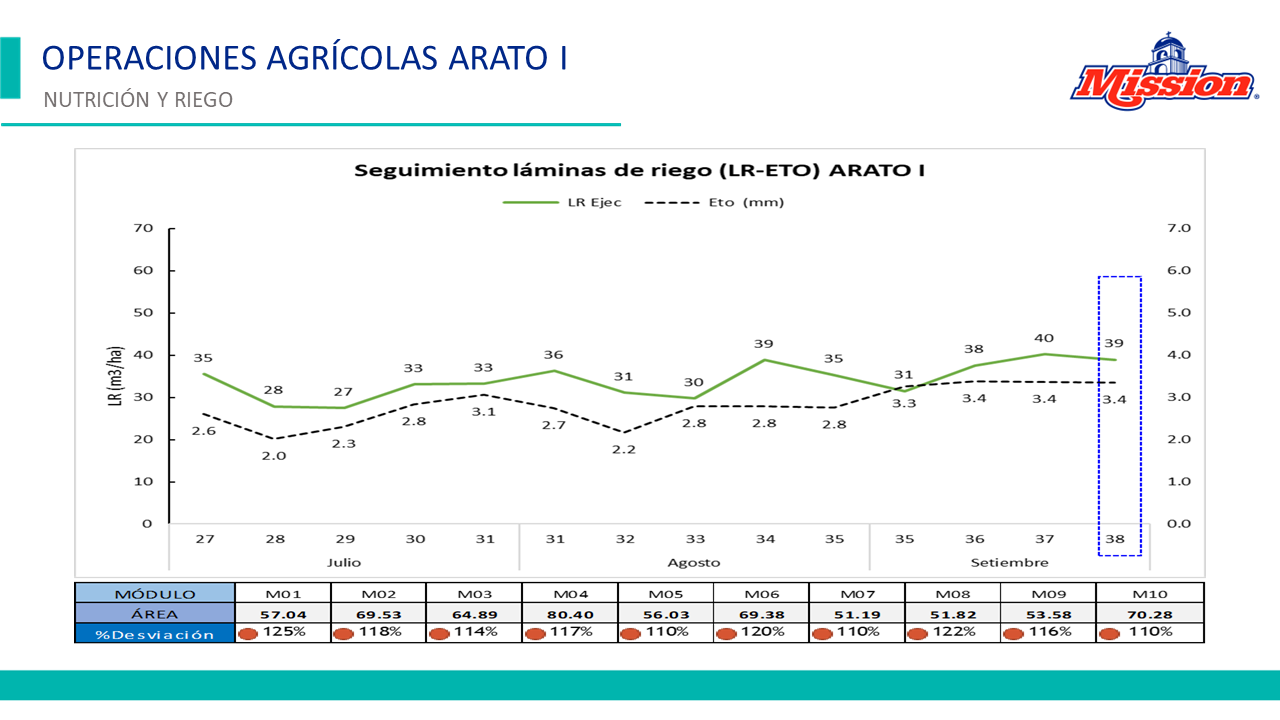 OPERACIONES AGRÍCOLAS ARATO I
NUTRICIÓN Y RIEGO
Mission®
Seguimiento láminas de riego (LR-ETO) ARATO I
LR Ejec Eto (mm)
LR (m3/ha)
70 60 50 40 30 20 10 0
7.0 6.0 5.0 4.0 3.0 2.0 1.0 0.0
35 28 27 33 33 36 31 30 39 35 31 38 40 39
2.6 2.0 2.3 2.8 3.1 2.7 2.2 2.8 2.8 2.8 3.3 3.4 3.4 3.4
27 28 29 30 31 31 32 33 34 35 35 36 37 38
Julio Agosto Setiembre
MÓDULO M01 M02 M03 M04 M05 M06 M07 M08 M09 M10
ÁREA 57.04 69.53 64.89 80.40 56.03 69.38 51.19 51.82 53.58 70.28
%Desviación 125% 118% 114% 117% 110% 120% 110% 122% 116% 110%